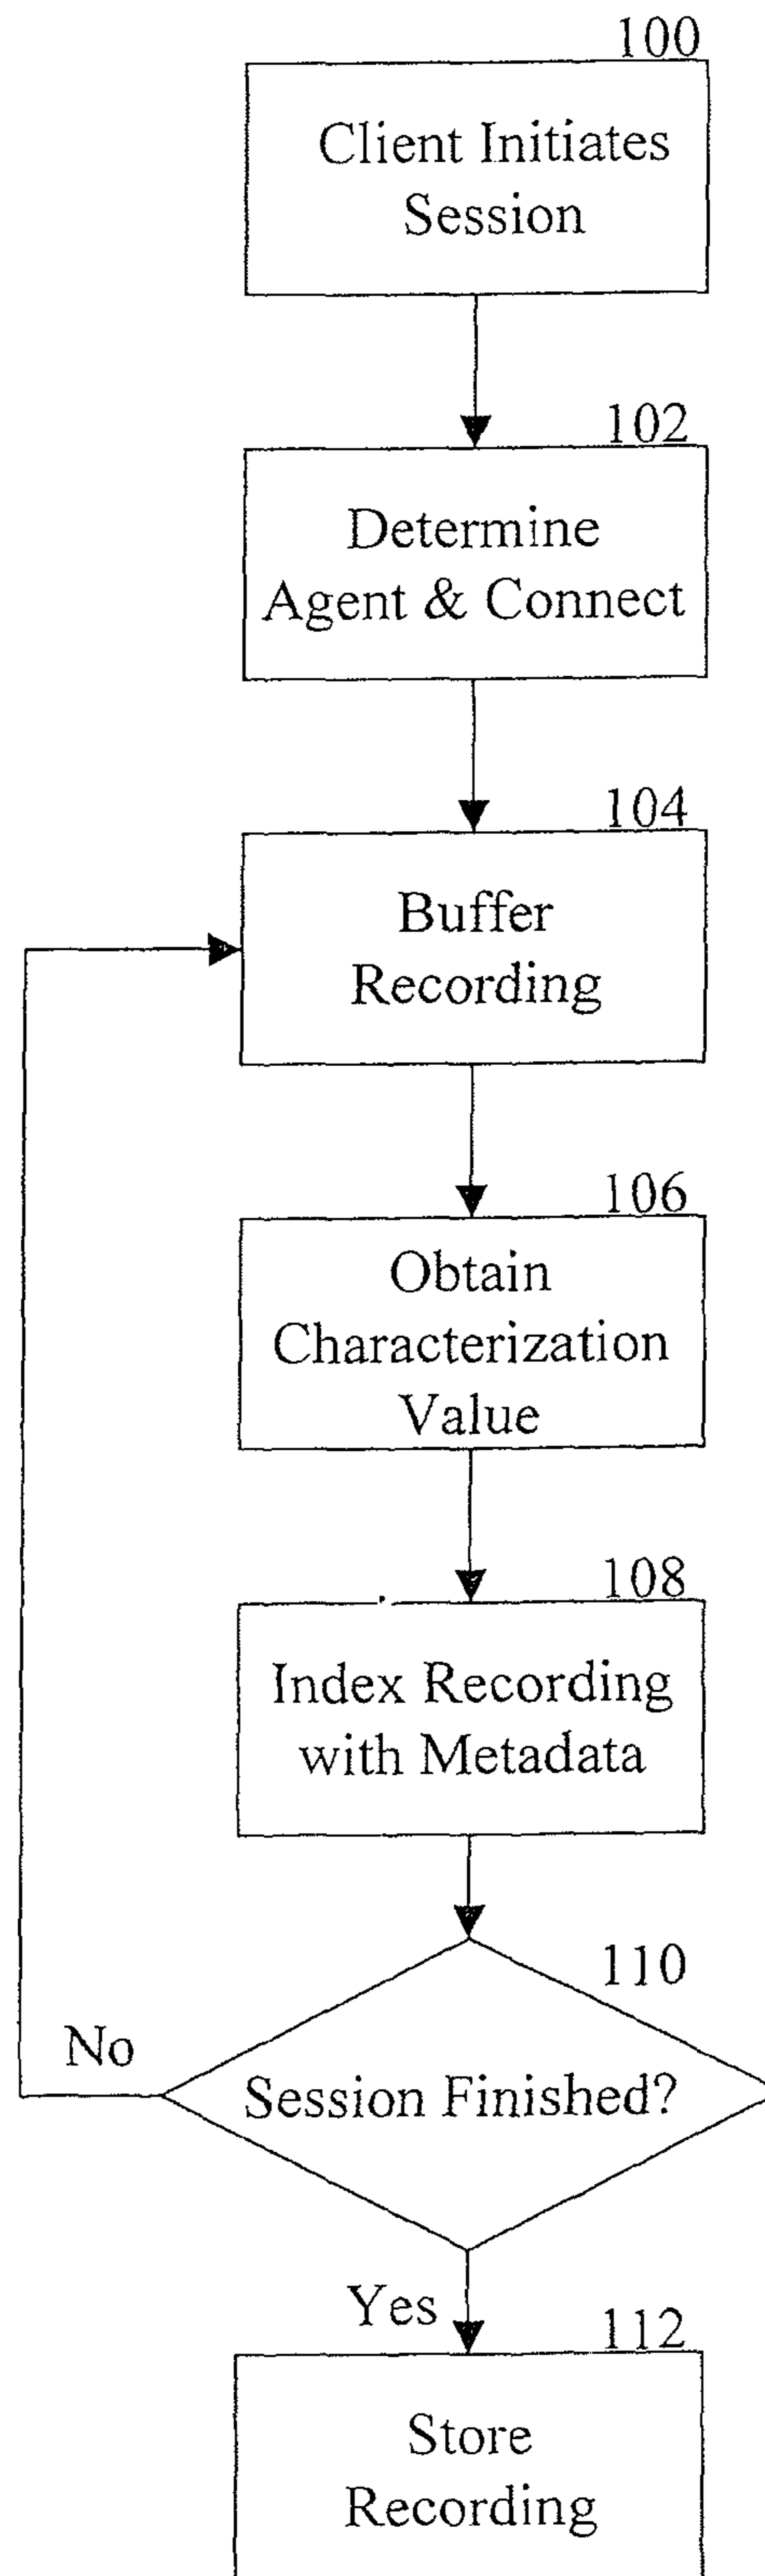 100
Client Initiates
Session
102
Determine
Agent & Connect
104
Buffer
Recording
106
Obtain
Characterization
Value
108
Index Recording
with Metadata
110
No
Session Finished?
Yes
112
Store
Recording